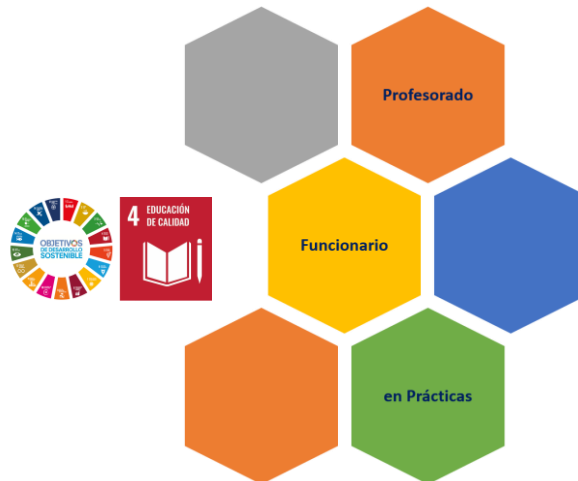 Profesorado
Funcionario
en Prácticas
OBJETIVOS
DE DESARROLLO
SOSTENIBLE
4 EDUCACIÓN
DE CALIDAD